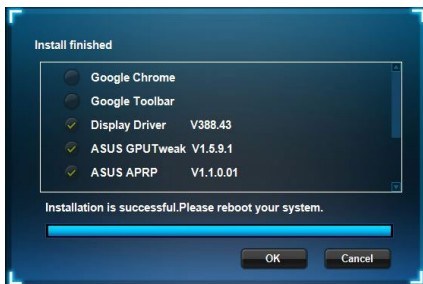 Install finished
Google Chrome
Google Toolbar
Display Driver V388.43
ASUS GPUTweak V1.5.9.1
ASUS APRP V1.1.0.01
Installation is successful.Please reboot your system.
OK Cancel